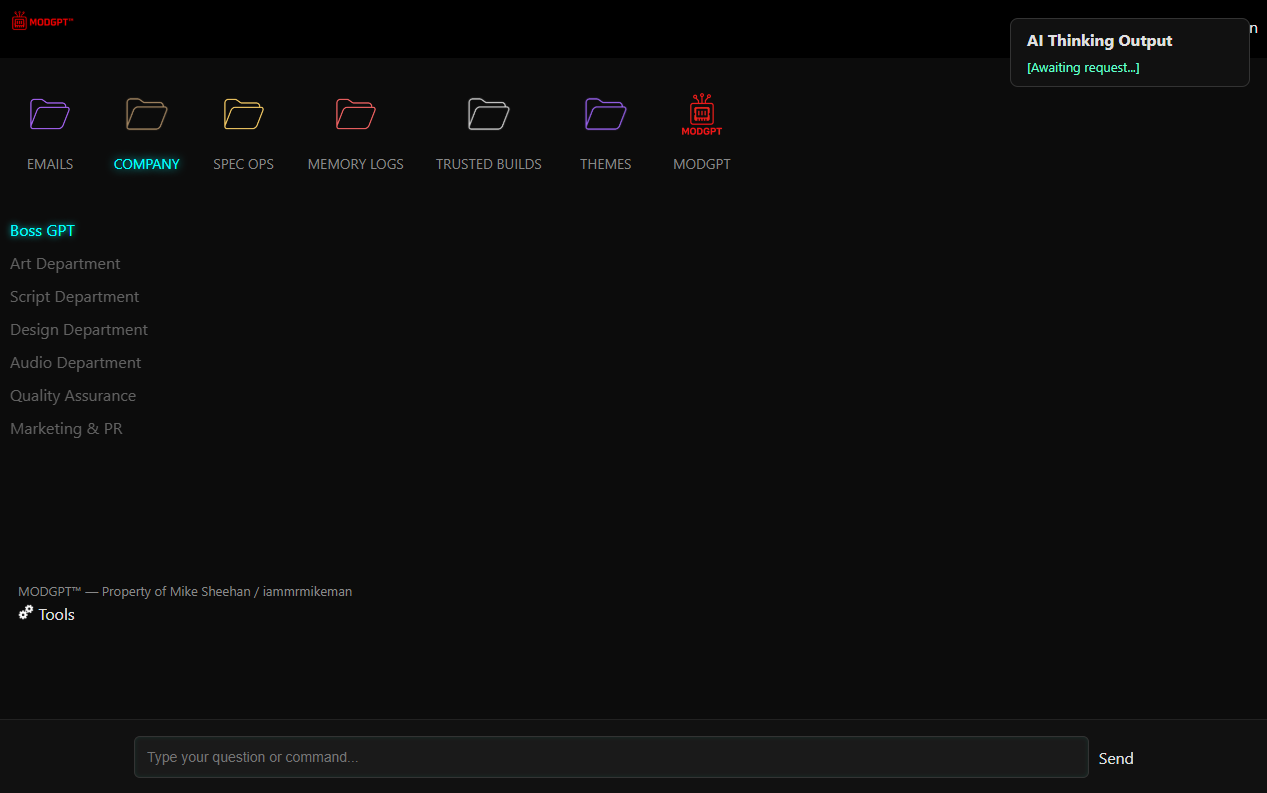 MODGPT™
n
AI Thinking Output
[Awaiting request...]
MODGPT
EMAILS
COMPANY
SPEC OPS
MEMORY LOGS
TRUSTED BUILDS
THEMES
MODGPT
Boss GPT
Art Department
Script Department
Design Department
Audio Department
Quality Assurance
Marketing & PR
MODGPT™ — Property of Mike Sheehan / iammrmikeman
Tools
Type your question or command...
Send